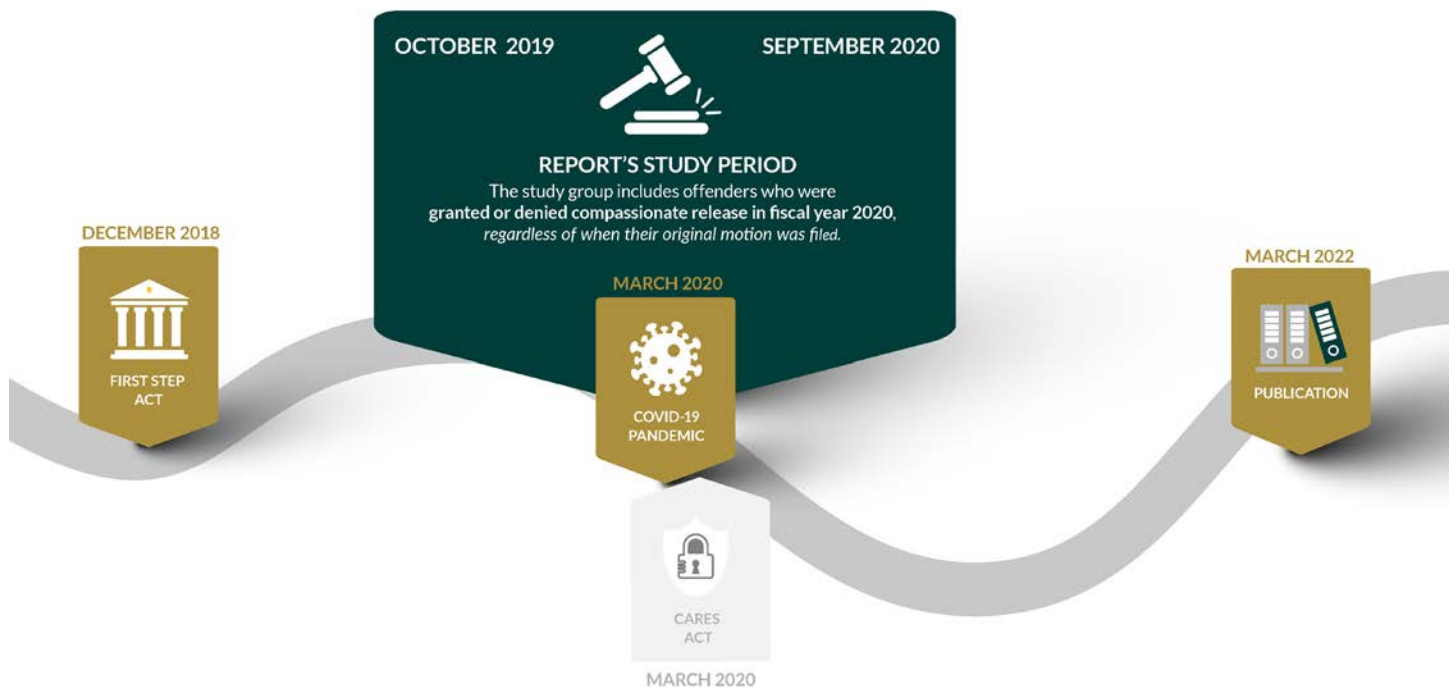 OCTOBER 2019
SEPTEMBER 2020
REPORT'S STUDY PERIOD
The study group includes offenders who were
granted or denied compassionate release in fiscal year 2020,
regardless of when their original motion was filed.
DECEMBER 2018
FIRST STEP
ACT
MARCH 2020
COVID-19
PANDEMIC
CARES
ACT
MARCH 2020
MARCH 2022
PUBLICATION